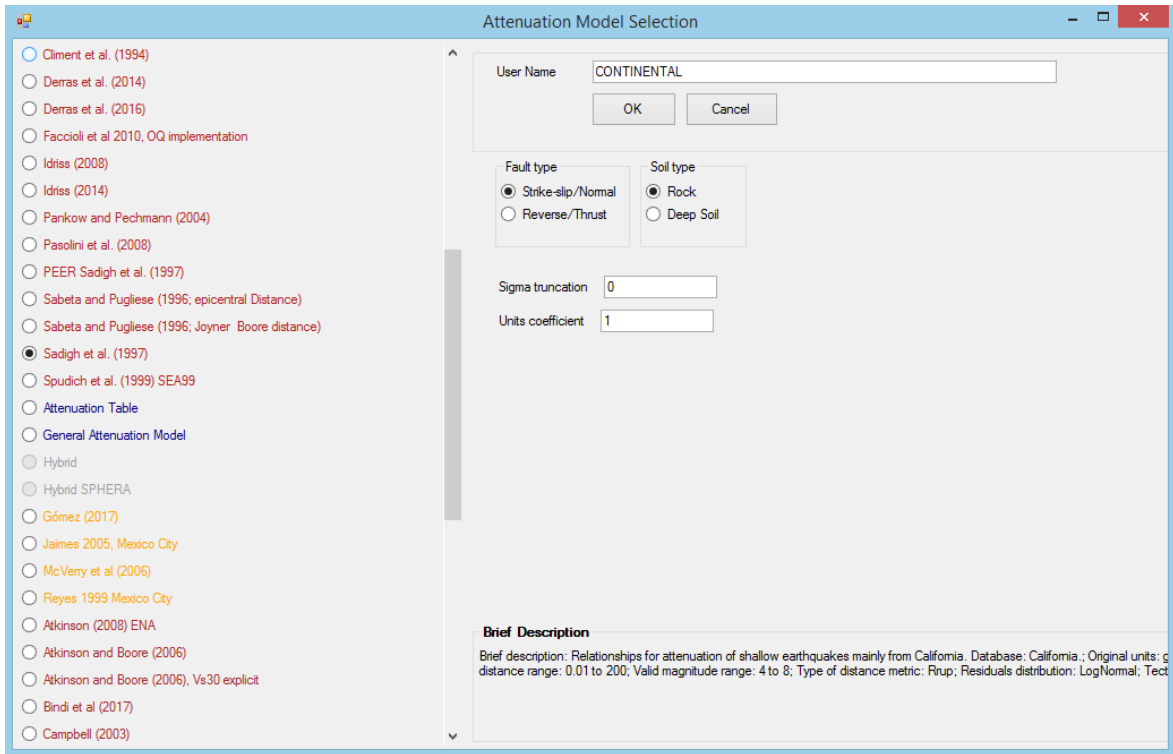 Attenuation Model Selection
Climent et al. (1994)
Derras et al. (2014)
Derras et al. (2016)
Faccioli et al 2010, OQ implementation
Idriss (2008)
Idriss (2014)
Pankow and Pechmann (2004)
Pasolini et al. (2008)
PEER Sadigh et al. (1997)
Sabeta and Pugliese (1996; epicentral Distance)
Sabeta and Pugliese (1996; Joyner Boore distance)
Sadigh et al. (1997)
Spudich et al. (1999) SEA99
Attenuation Table
General Attenuation Model
Hybrid
Hybrid SPHERA
Gómez (2017)
Jaimes 2005, Mexico City
McVerry et al (2006)
Reyes 1999 Mexico City
Atkinson (2008) ENA
Atkinson and Boore (2006)
Atkinson and Boore (2006), Vs30 explicit
Bindi et al (2017)
Campbell (2003)
User Name CONTINENTAL
OK Cancel
Fault type Soil type
Strike-slip/Normal Rock
Reverse/Thrust Deep Soil
Sigma truncation 0
Units coefficient 1
Brief Description
Brief description: Relationships for attenuation of shallow earthquakes mainly from California. Database: California.; Original units: g
distance range: 0.01 to 200; Valid magnitude range: 4 to 8; Type of distance metric: Rrup; Residuals distribution: LogNormal; Tect